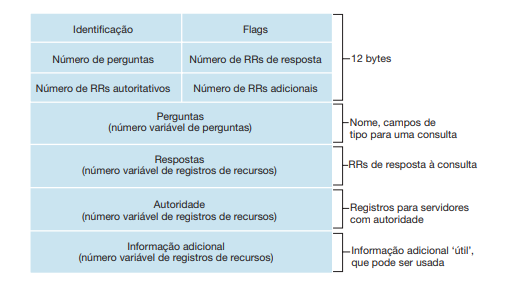 Identificação
Flags
Número de perguntas
Número de RRs de resposta
12 bytes
Número de RRs autoritativos
Número de RRs adicionais
Perguntas
(número variável de perguntas)
Nome, campos de
tipo para uma consulta
Respostas
(número variável de registros de recursos)
RRs de resposta à consulta
Autoridade
(número variável de registros de recursos)
Registros para servidores
com autoridade
Informação adicional
(número variável de registros de recursos)
Informação adicional ‘útil’,
que pode ser usada